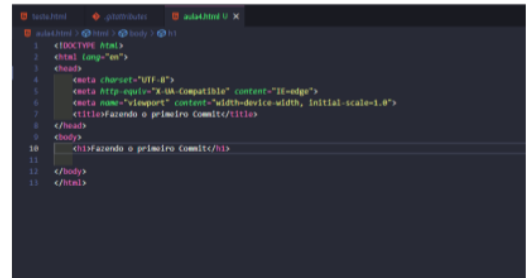 teste.html .gitattributes aula4.html U X
aula4.html > html > body > h1
1 <!DOCTYPE html>
2 <html lang="en">
3 <head>
4 <meta charset="UTF-8">
5 <meta http-equiv="X-UA-Compatible" content="IE=edge">
6 <meta name="viewport" content="width=device-width, initial-scale=1.0">
7 <title>Fazendo o primeiro Commit</title>
8 </head>
9 <body>
10 <h1>Fazendo o primeiro Commit</h1>
11
12 </body>
13 </html>